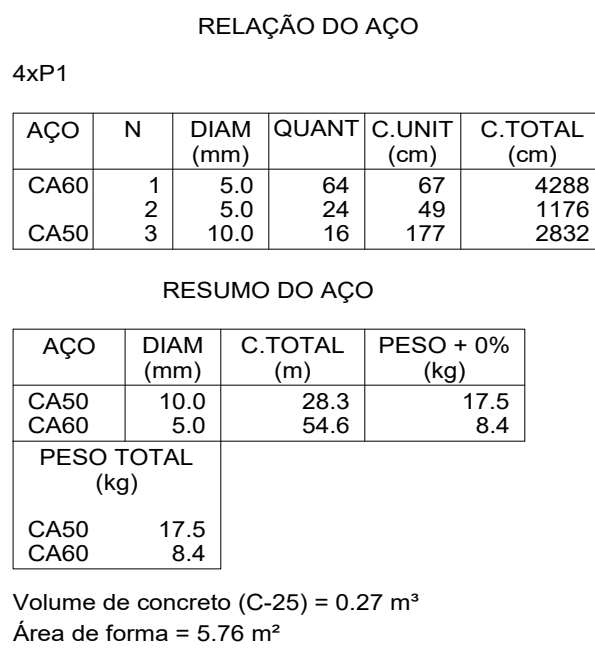 RELAÇÃO DO AÇO
4xP1
AÇO N DIAM (mm) QUANT C.UNIT (cm) C.TOTAL (cm)
CA60 1 5.0 64 67 4288
2 5.0 24 49 1176
CA50 3 10.0 16 177 2832
RESUMO DO AÇO
AÇO DIAM (mm) C.TOTAL (m) PESO + 0% (kg)
CA50 10.0 28.3 17.5
CA60 5.0 54.6 8.4
PESO TOTAL
(kg)
CA50 17.5
CA60 8.4
Volume de concreto (C-25) = 0.27 m³
Área de forma = 5.76 m²